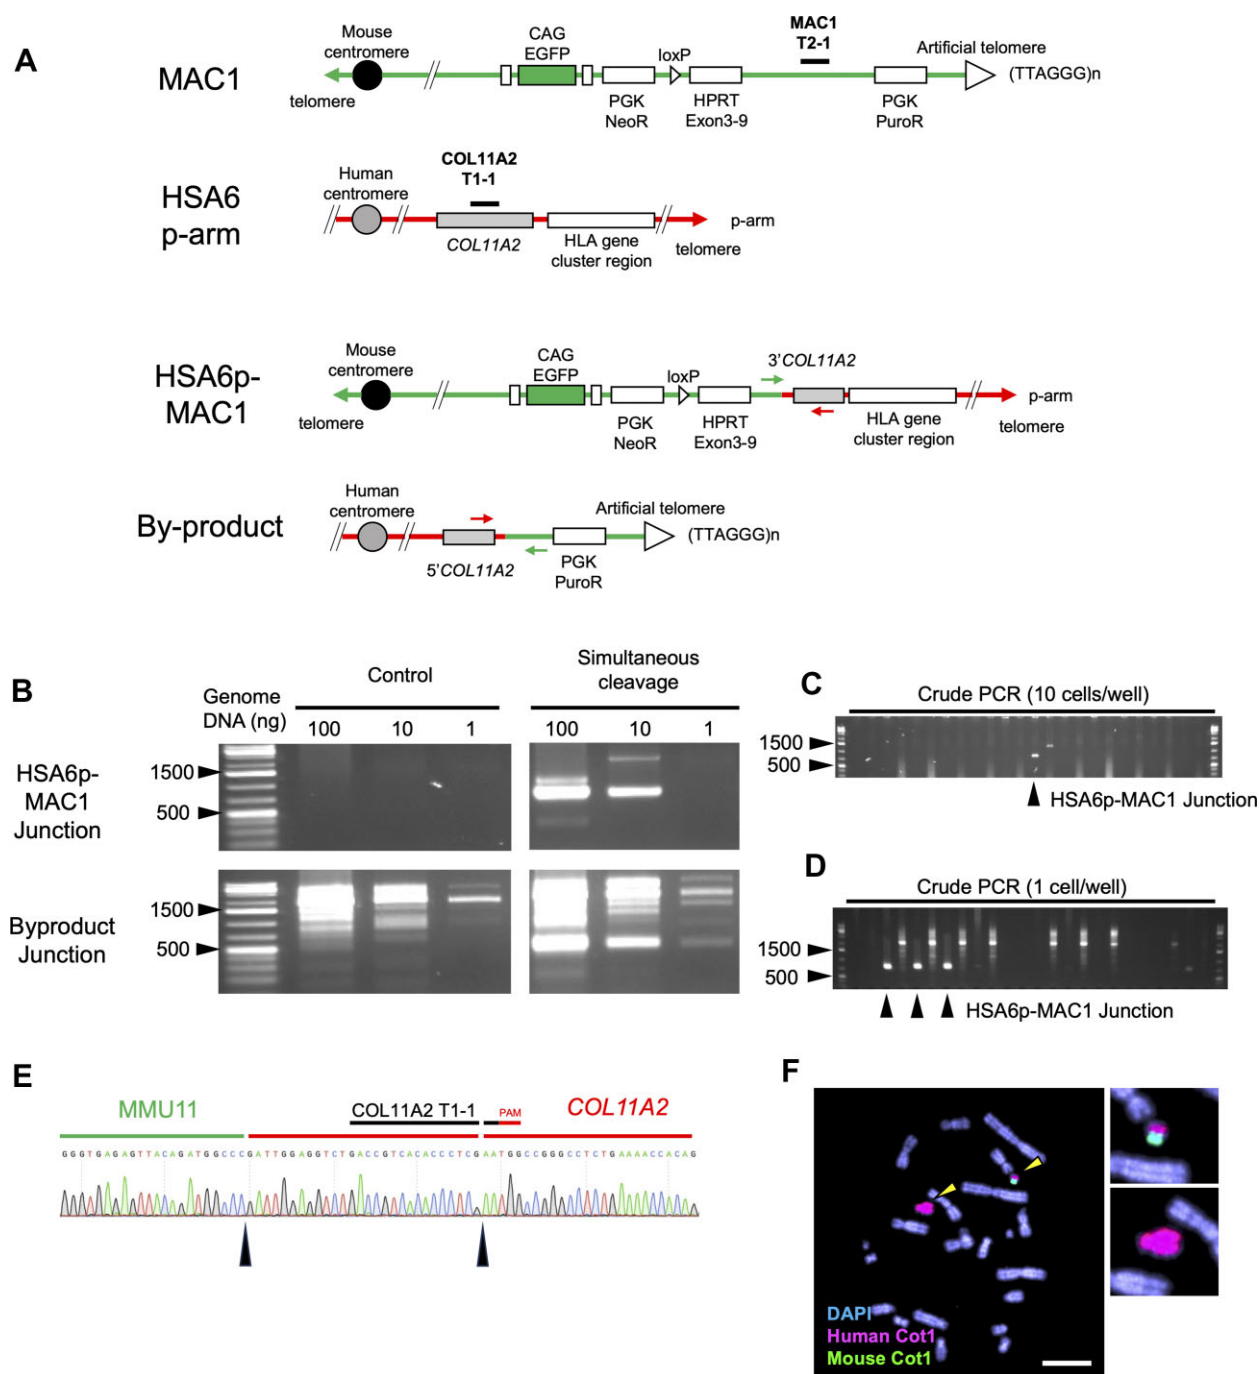 A
MAC1
Mouse
centromere
telomere
CAG
EGFP
PGK
NeoR
loxP
HPRT
Exon3-9
MAC1
T2-1
PGK
PuroR
Artificial telomere
(TTAGGG)n
HSA6
p-arm
Human
centromere
COL11A2
T1-1
COL11A2
HLA gene
cluster region
p-arm
telomere
HSA6p-
MAC1
Mouse
centromere
telomere
CAG
EGFP
PGK
NeoR
loxP
HPRT
Exon3-9
3'COL11A2
HLA gene
cluster region
p-arm
telomere
By-product
Human
centromere
5'COL11A2
PGK
PuroR
Artificial telomere
(TTAGGG)n
B
Control
Simultaneous
cleavage
Genome
DNA (ng)
100 10 1
100 10 1
HSA6p-
MAC1
Junction
1500
500
Byproduct
Junction
1500
500
C
Crude PCR (10 cells/well)
1500
500
HSA6p-MAC1 Junction
D
Crude PCR (1 cell/well)
1500
500
HSA6p-MAC1 Junction
E
MMU11
COL11A2 T1-1
PAM
COL11A2
GGGTGAGAGTTACAGATGGCCCGATTGGAGGTCTGACCGTCACACCCTCGAATGGCCGGGCCTCTGAAAACCACAG
F
DAPI
Human Cot1
Mouse Cot1